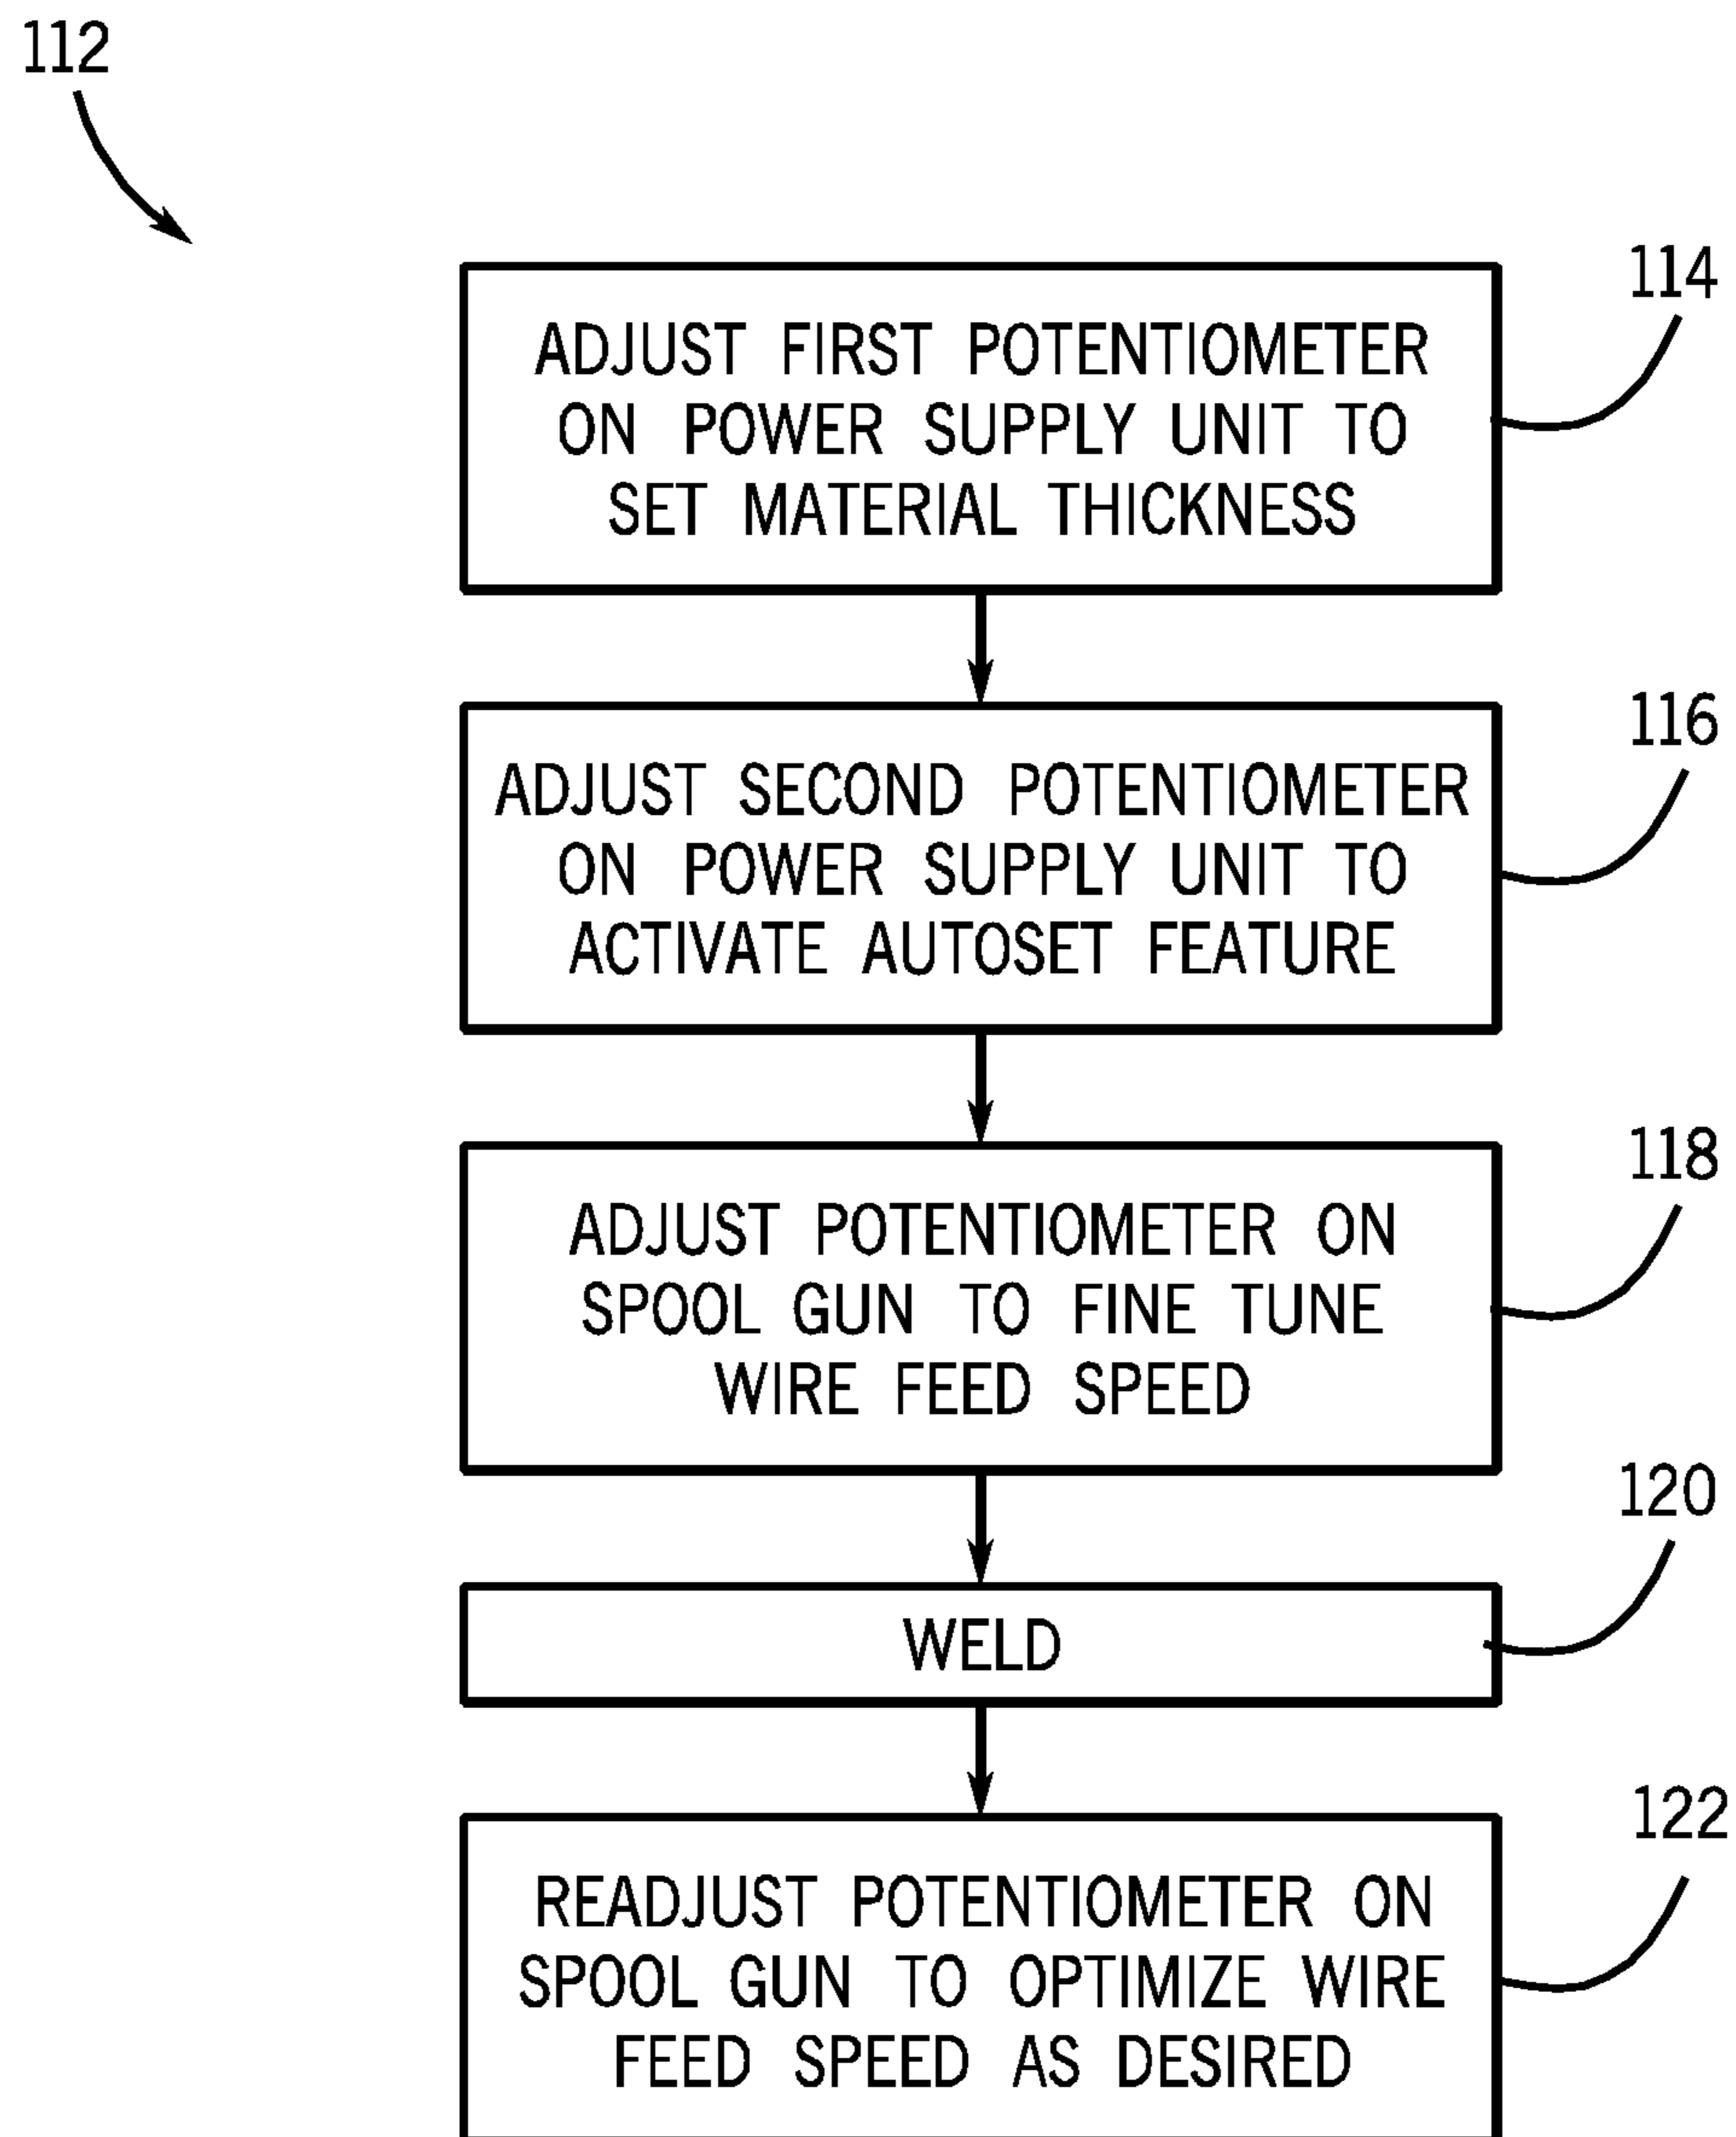 112
114
ADJUST FIRST POTENTIOMETER
ON POWER SUPPLY UNIT TO
SET MATERIAL THICKNESS
116
ADJUST SECOND POTENTIOMETER
ON POWER SUPPLY UNIT TO
ACTIVATE AUTOSET FEATURE
118
ADJUST POTENTIOMETER ON
SPOOL GUN TO FINE TUNE
WIRE FEED SPEED
120
WELD
122
READJUST POTENTIOMETER ON
SPOOL GUN TO OPTIMIZE WIRE
FEED SPEED AS DESIRED